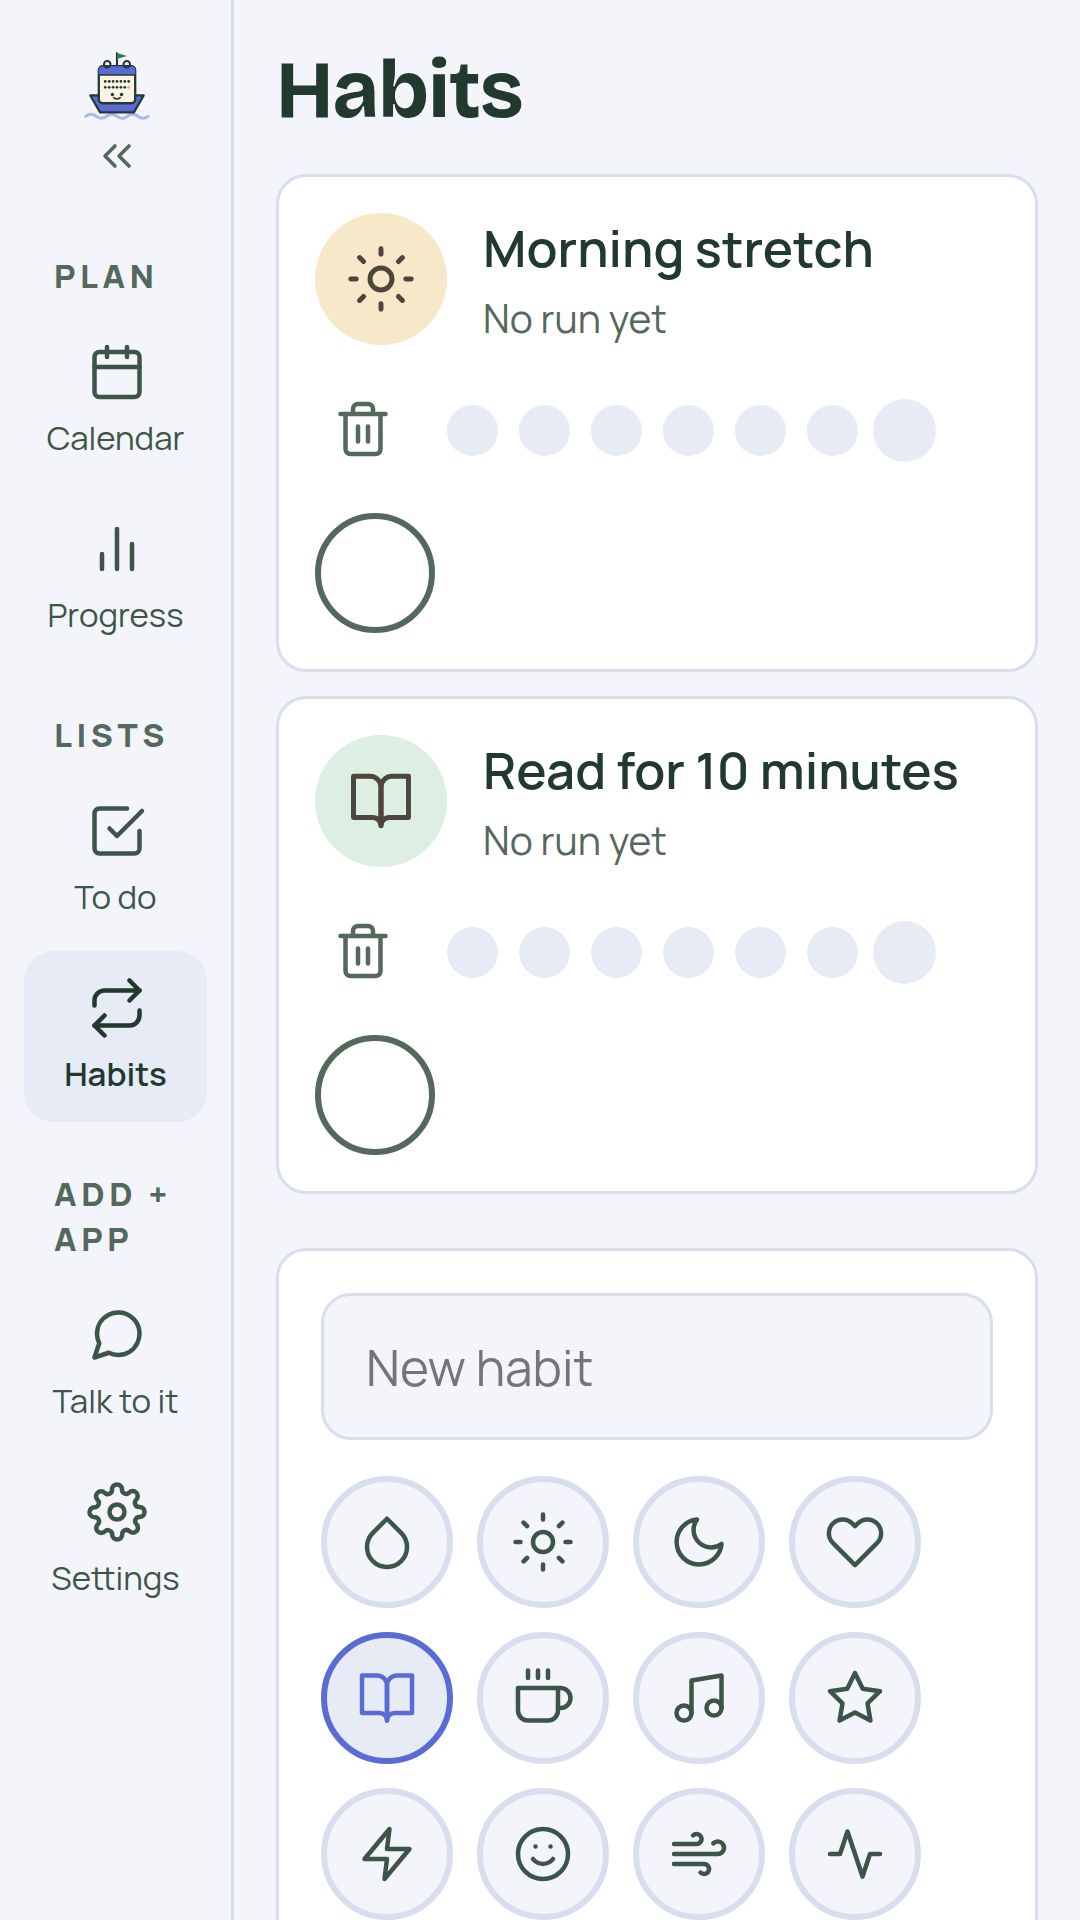 Habits
PLAN
Calendar
Progress
LISTS
To do
Habits
ADD +
APP
Talk to it
Settings
Morning stretch
No run yet
Read for 10 minutes
No run yet
New habit